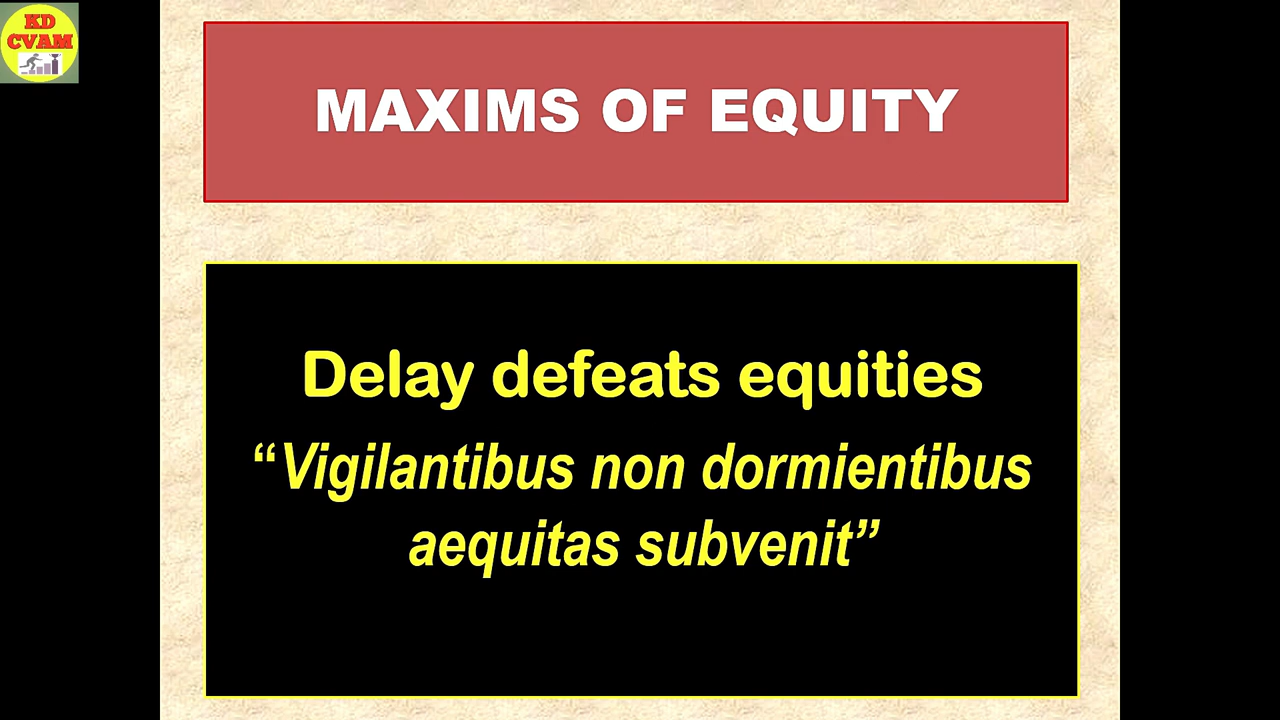 KD
CVAM
MAXIMS OF EQUITY
Delay defeats equities
“Vigilantibus non dormientibus
aequitas subvenit”